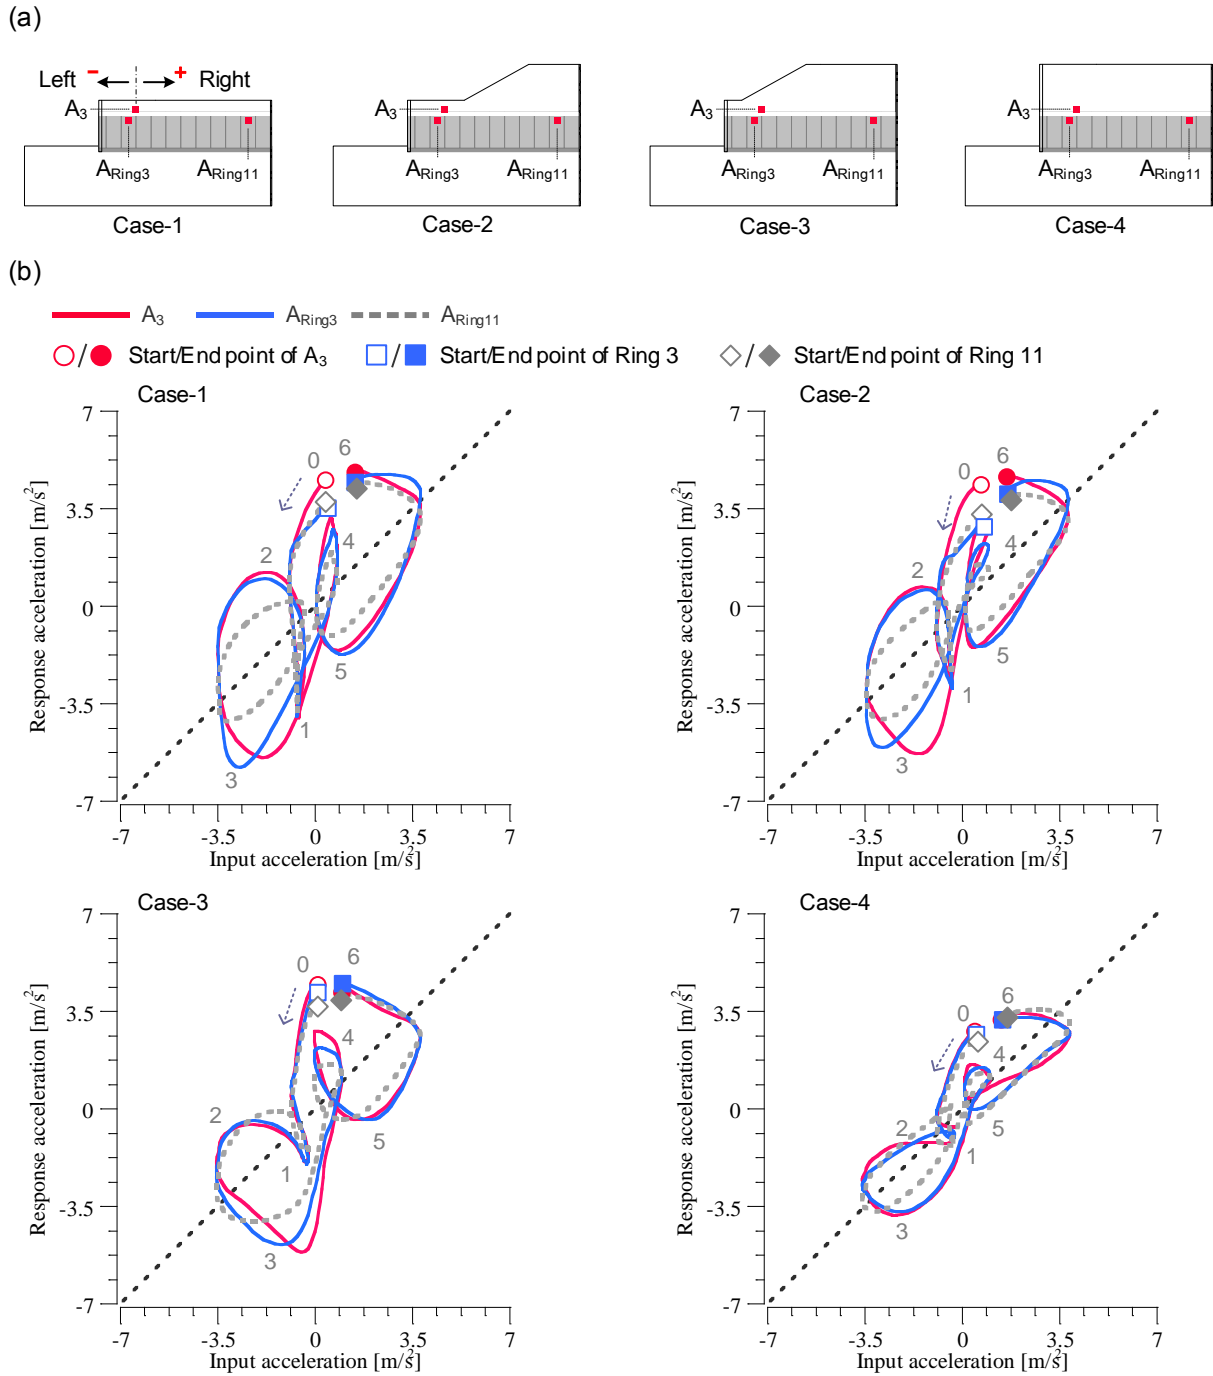 (a)
Left - + Right
A3
ARing3 ARing11
Case-1
A3
ARing3 ARing11
Case-2
A3
ARing3 ARing11
Case-3
A3
ARing3 ARing11
Case-4
(b)
A3 ARing3 ARing11
/ Start/End point of A3 / Start/End point of Ring 3 / Start/End point of Ring 11
Case-1
Response acceleration [m/s²]
7
3.5
0
-3.5
-7
0
6
2
4
5
1
3
-7 -3.5 0 3.5 7
Input acceleration [m/s²]
Case-2
Response acceleration [m/s²]
7
3.5
0
-3.5
-7
0
6
2
4
5
1
3
-7 -3.5 0 3.5 7
Input acceleration [m/s²]
Case-3
Response acceleration [m/s²]
7
3.5
0
-3.5
-7
0
6
4
2
5
1
3
-7 -3.5 0 3.5 7
Input acceleration [m/s²]
Case-4
Response acceleration [m/s²]
7
3.5
0
-3.5
-7
0
6
4
2
5
1
3
-7 -3.5 0 3.5 7
Input acceleration [m/s²]